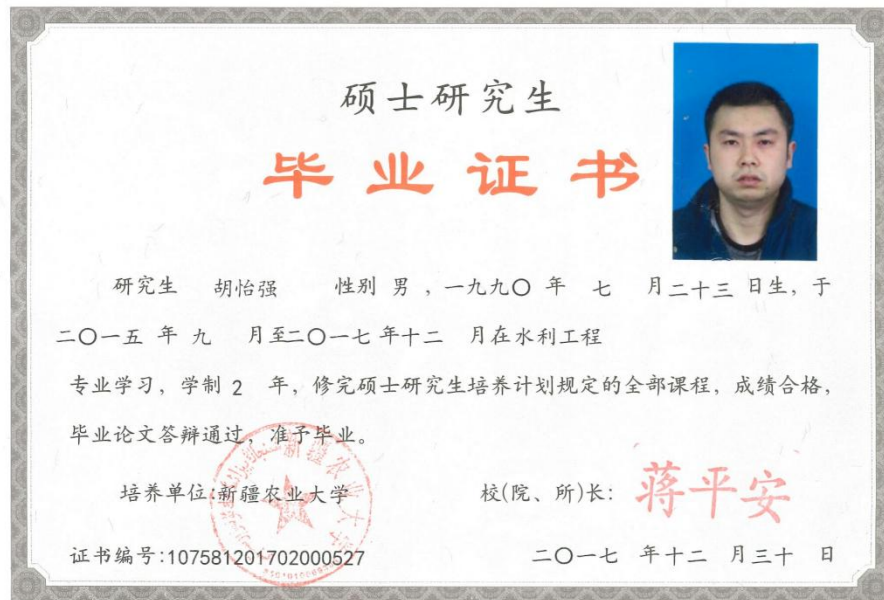 硕士研究生
毕业证书
研究生 胡怡强 性别 男 ，一九九〇 年 七 月二十三 日生，于
二〇一五 年 九 月至二〇一七 年十二 月在水利工程
专业学习，学制 2 年，修完硕士研究生培养计划规定的全部课程，成绩合格，
毕业论文答辩通过，准予毕业。
培养单位:新疆农业大学 校(院、所)长: 蒋平安
新疆农业大学
证书编号:107581201702000527 二〇一七 年十二 月三十 日